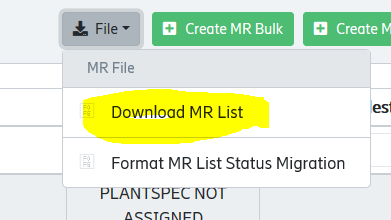 File
Create MR Bulk
Create M
MR File
Download MR List
Format MR List Status Migration
PLANTSPEC NOT
ASSIGNED